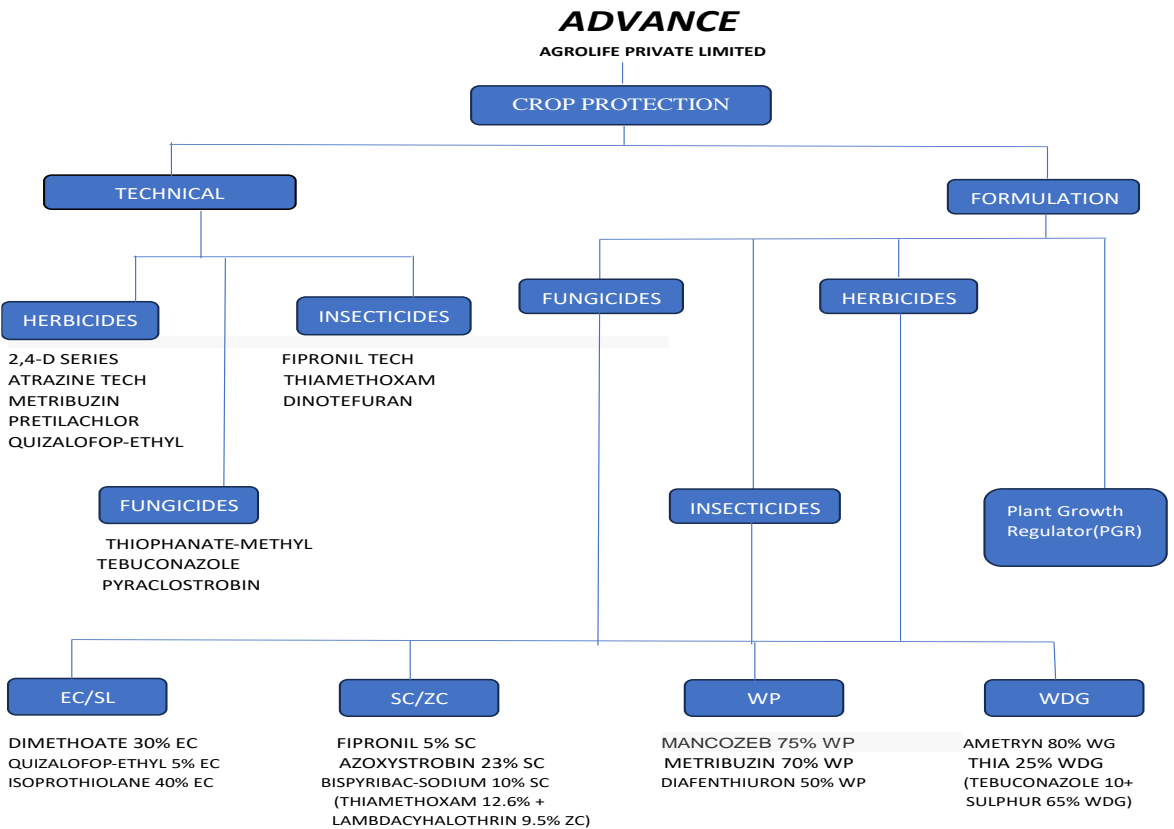 ADVANCE
AGROLIFE PRIVATE LIMITED
CROP PROTECTION
TECHNICAL
FORMULATION
HERBICIDES
2,4-D SERIES
ATRAZINE TECH
METRIBUZIN
PRETILACHLOR
QUIZALOFOP-ETHYL
INSECTICIDES
FIPRONIL TECH
THIAMETHOXAM
DINOTEFURAN
FUNGICIDES
THIOPHANATE-METHYL
TEBUCONAZOLE
PYRACLOSTROBIN
FUNGICIDES
HERBICIDES
INSECTICIDES
Plant Growth
Regulator(PGR)
EC/SL
DIMETHOATE 30% EC
QUIZALOFOP-ETHYL 5% EC
ISOPROTHIOLANE 40% EC
SC/ZC
FIPRONIL 5% SC
AZOXYSTROBIN 23% SC
BISPYRIBAC-SODIUM 10% SC
(THIAMETHOXAM 12.6% +
LAMBDACYHALOTHRIN 9.5% ZC)
WP
MANCOZEB 75% WP
METRIBUZIN 70% WP
DIAFENTHIURON 50% WP
WDG
AMETRYN 80% WG
THIA 25% WDG
(TEBUCONAZOLE 10+
SULPHUR 65% WDG)